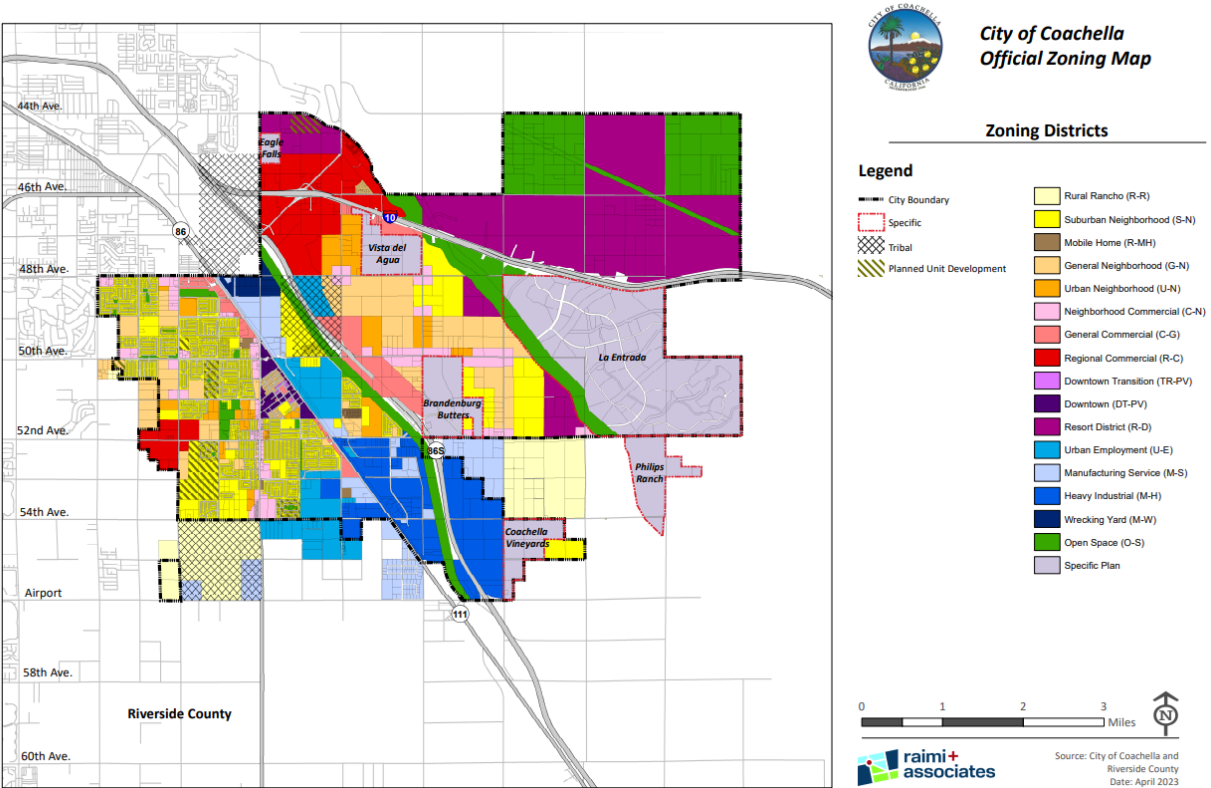 CITY OF COACHELLA
CALIFORNIA
City of Coachella
Official Zoning Map
Zoning Districts
Legend
City Boundary
Specific
Tribal
Planned Unit Development
Rural Rancho (R-R)
Suburban Neighborhood (S-N)
Mobile Home (R-MH)
General Neighborhood (G-N)
Urban Neighborhood (U-N)
Neighborhood Commercial (C-N)
General Commercial (C-G)
Regional Commercial (R-C)
Downtown Transition (TR-PV)
Downtown (DT-PV)
Resort District (R-D)
Urban Employment (U-E)
Manufacturing Service (M-S)
Heavy Industrial (M-H)
Wrecking Yard (M-W)
Open Space (O-S)
Specific Plan
44th Ave.
Eagle
Falls
46th Ave.
10
86
Vista del
Agua
48th Ave.
50th Ave.
La Entrada
Brandenburg
Butters
52nd Ave.
86S
Philips
Ranch
54th Ave.
Coachella
Vineyards
Airport
111
58th Ave.
Riverside County
60th Ave.
0 1 2 3
Miles
N
raimi+
associates
Source: City of Coachella and
Riverside County
Date: April 2023